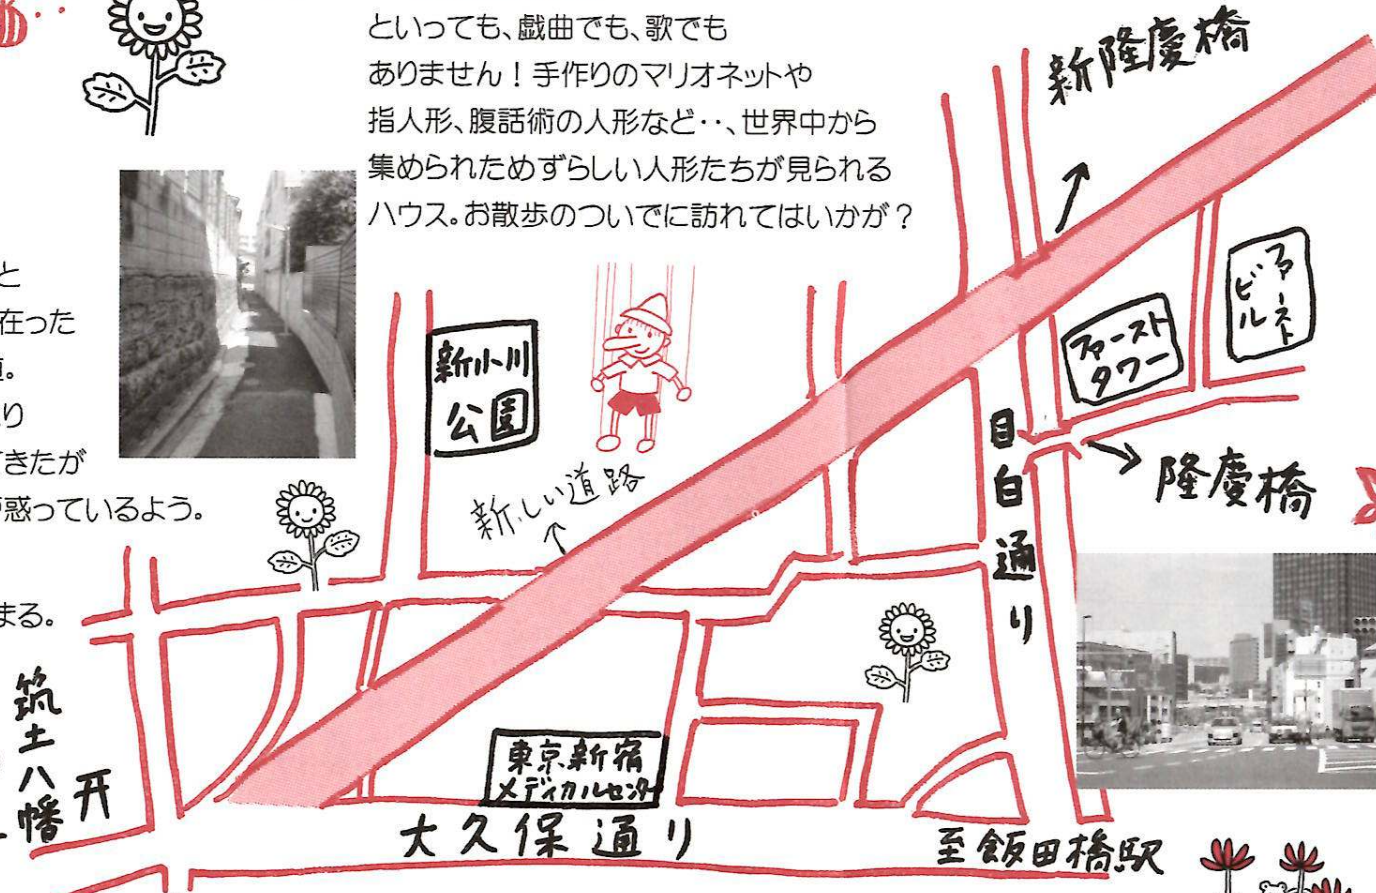 といっても、戯曲でも、歌でも
ありません！手作りのマリオネットや
指人形、腹話術の人形など‥、世界中から
集められためずらしい人形たちが見られる
ハウス。お散歩のついでに訪れてはいかが？
と
在った
道。
り
きたが
戸惑っているよう。
まる。
新隆慶橋
新小川
公園
新しい道路
ファースト
タワー
ファースト
ビル
目白通り
隆慶橋
筑土八幡
東京新宿
メディカルセンター
大久保通り
至飯田橋駅